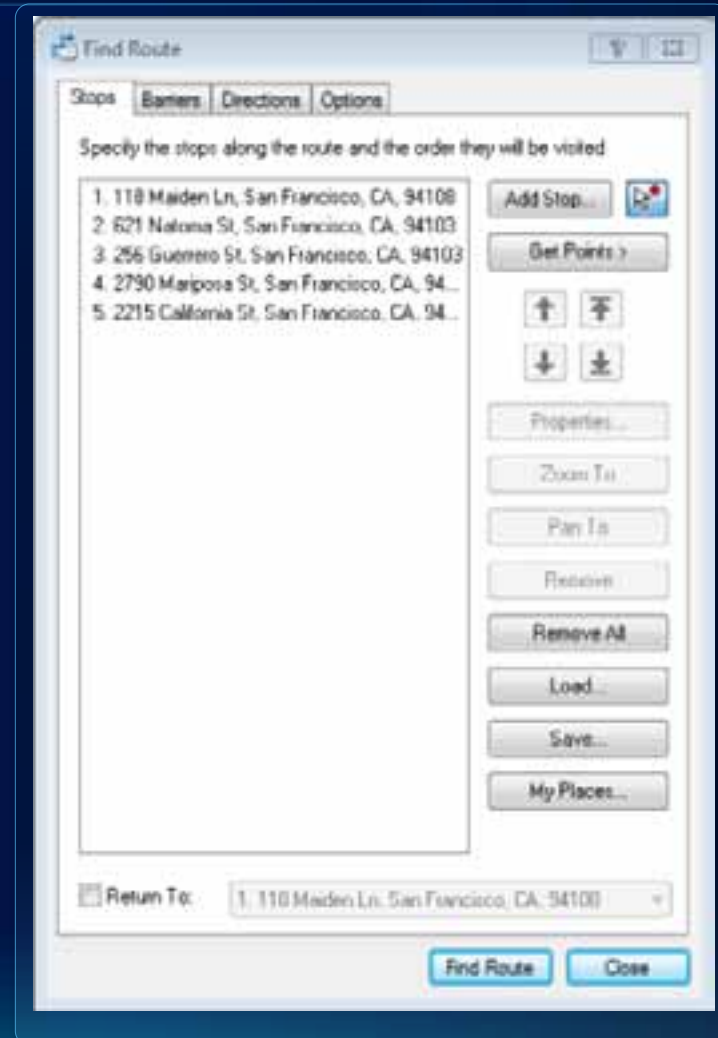 Find Route
Stops Barriers Directions Options
Specify the stops along the route and the order they will be visited
1. 118 Maiden Ln, San Francisco, CA, 94108
2. 621 Natoma St, San Francisco, CA, 94103
3. 256 Guerrero St, San Francisco, CA, 94103
4. 2790 Mariposa St, San Francisco, CA, 94...
5. 2215 California St, San Francisco, CA, 94...
Add Stop...
Get Points >
Properties...
Zoom To
Pan To
Remove
Remove All
Load...
Save...
My Places...
Return To: 1. 118 Maiden Ln, San Francisco, CA, 94108
Find Route Close